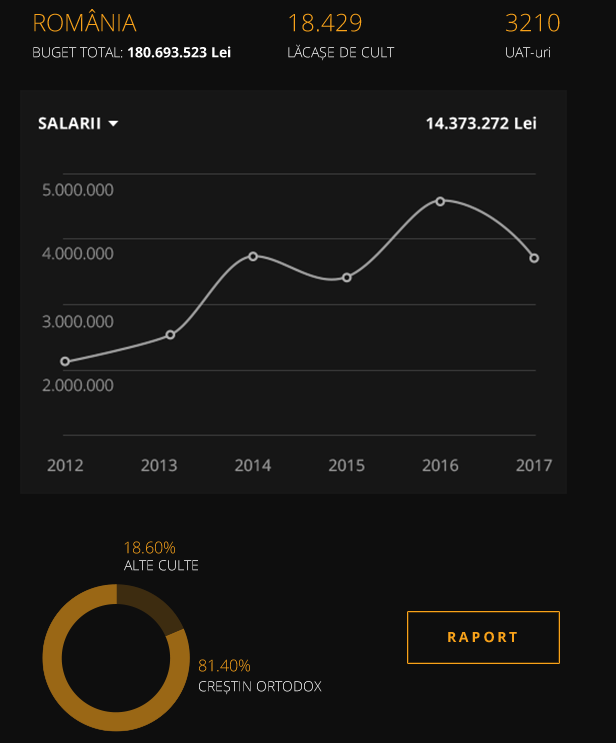 ROMÂNIA
BUGET TOTAL: 180.693.523 Lei
18.429
LĂCAȘE DE CULT
3210
UAT-uri
SALARII
14.373.272 Lei
5.000.000
4.000.000
3.000.000
2.000.000
2012 2013 2014 2015 2016 2017
18.60%
ALTE CULTE
81.40%
CREȘTIN ORTODOX
RAPORT